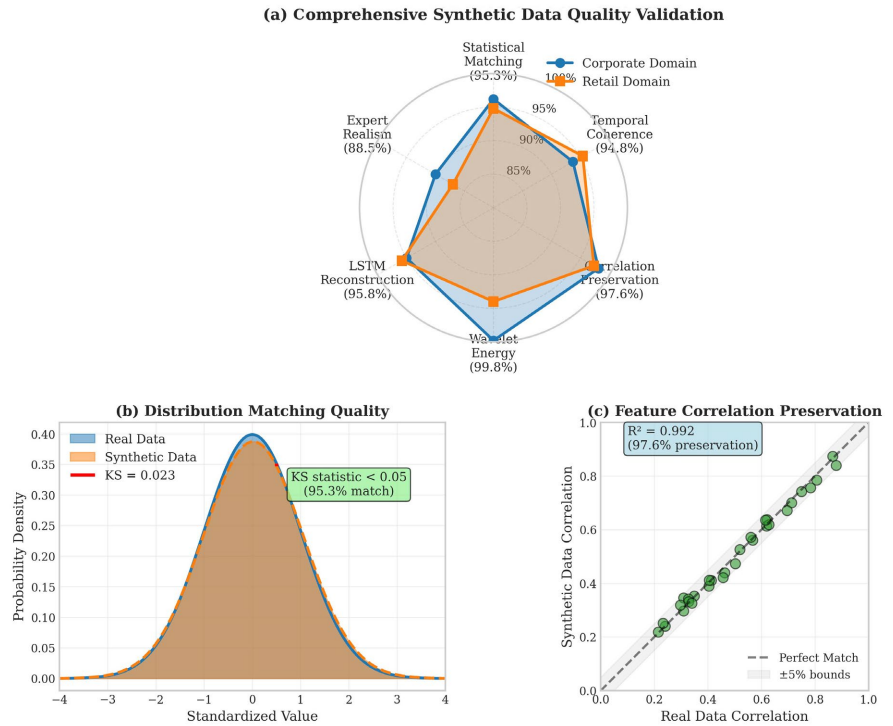 (a) Comprehensive Synthetic Data Quality Validation
Statistical
Matching
(95.3%)
Corporate Domain
Retail Domain
100%
95%
90%
85%
Expert
Realism
(88.5%)
Temporal
Coherence
(94.8%)
LSTM
Reconstruction
(95.8%)
Correlation
Preservation
(97.6%)
Wavelet
Energy
(99.8%)
(b) Distribution Matching Quality
Real Data
Synthetic Data
KS = 0.023
KS statistic < 0.05
(95.3% match)
Probability Density
0.40
0.35
0.30
0.25
0.20
0.15
0.10
0.05
0.00
−4
−3
−2
−1
0
1
2
3
4
Standardized Value
(c) Feature Correlation Preservation
R² = 0.992
(97.6% preservation)
Synthetic Data Correlation
1.0
0.8
0.6
0.4
0.2
0.0
Perfect Match
±5% bounds
0.0
0.2
0.4
0.6
0.8
1.0
Real Data Correlation